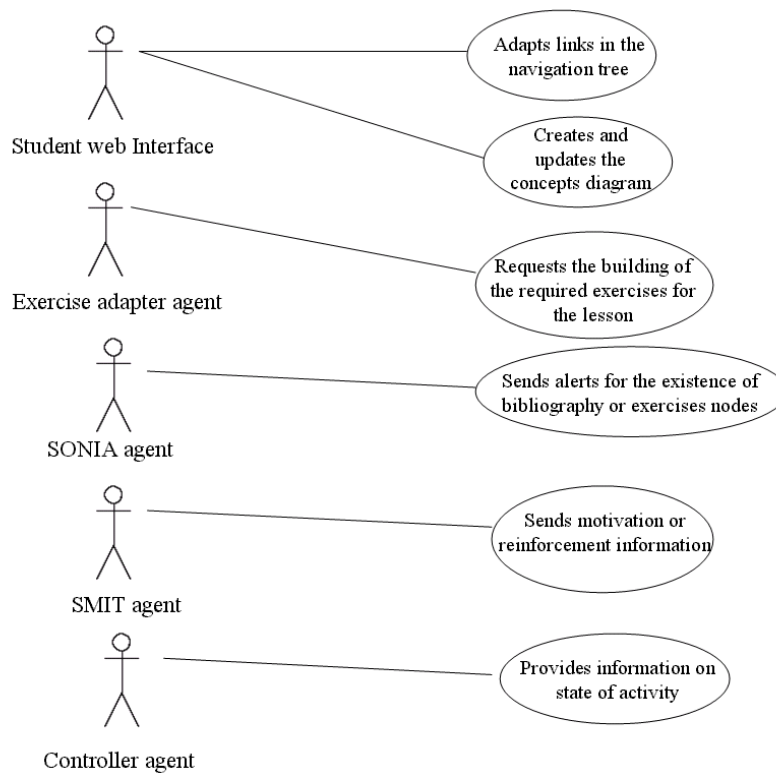 Adapts links in the
navigation tree
Student web Interface
Creates and
updates the
concepts diagram
Exercise adapter agent
Requests the building of
the required exercises for
the lesson
SONIA agent
Sends alerts for the existence of
bibliography or exercises nodes
SMIT agent
Sends motivation or
reinforcement information
Controller agent
Provides information on
state of activity